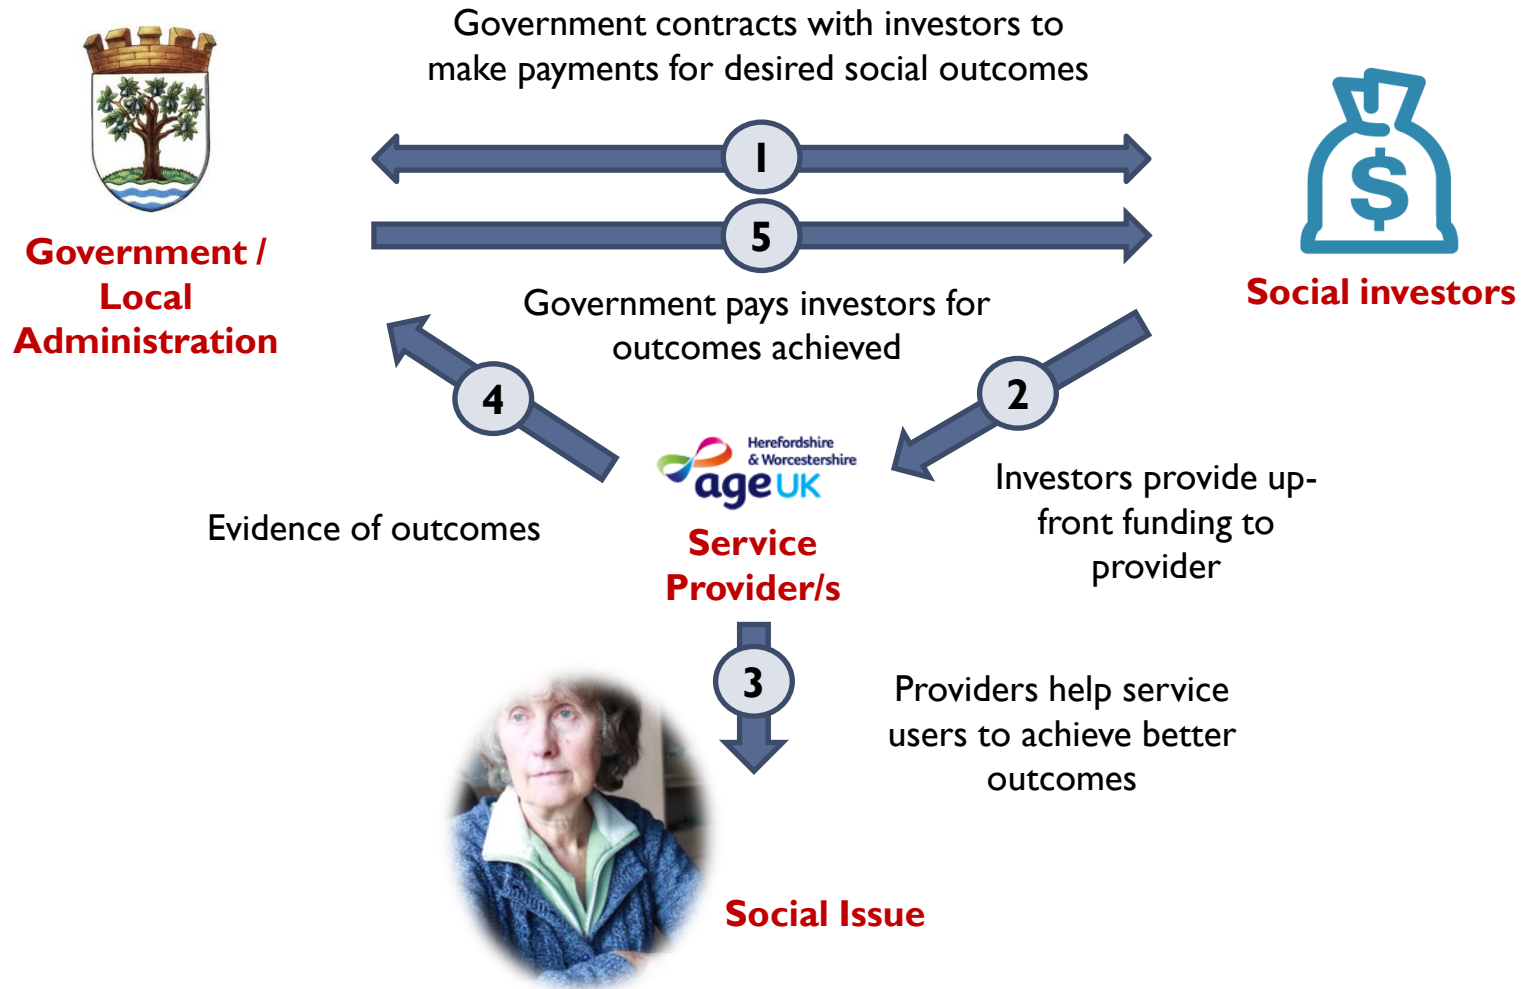 Government contracts with investors to
make payments for desired social outcomes
1
5
Government /
Local
Administration
$
Social investors
Government pays investors for
outcomes achieved
4
2
Herefordshire
& Worcestershire
age UK
Service
Provider/s
Evidence of outcomes
Investors provide up-
front funding to
provider
3
Providers help service
users to achieve better
outcomes
Social Issue